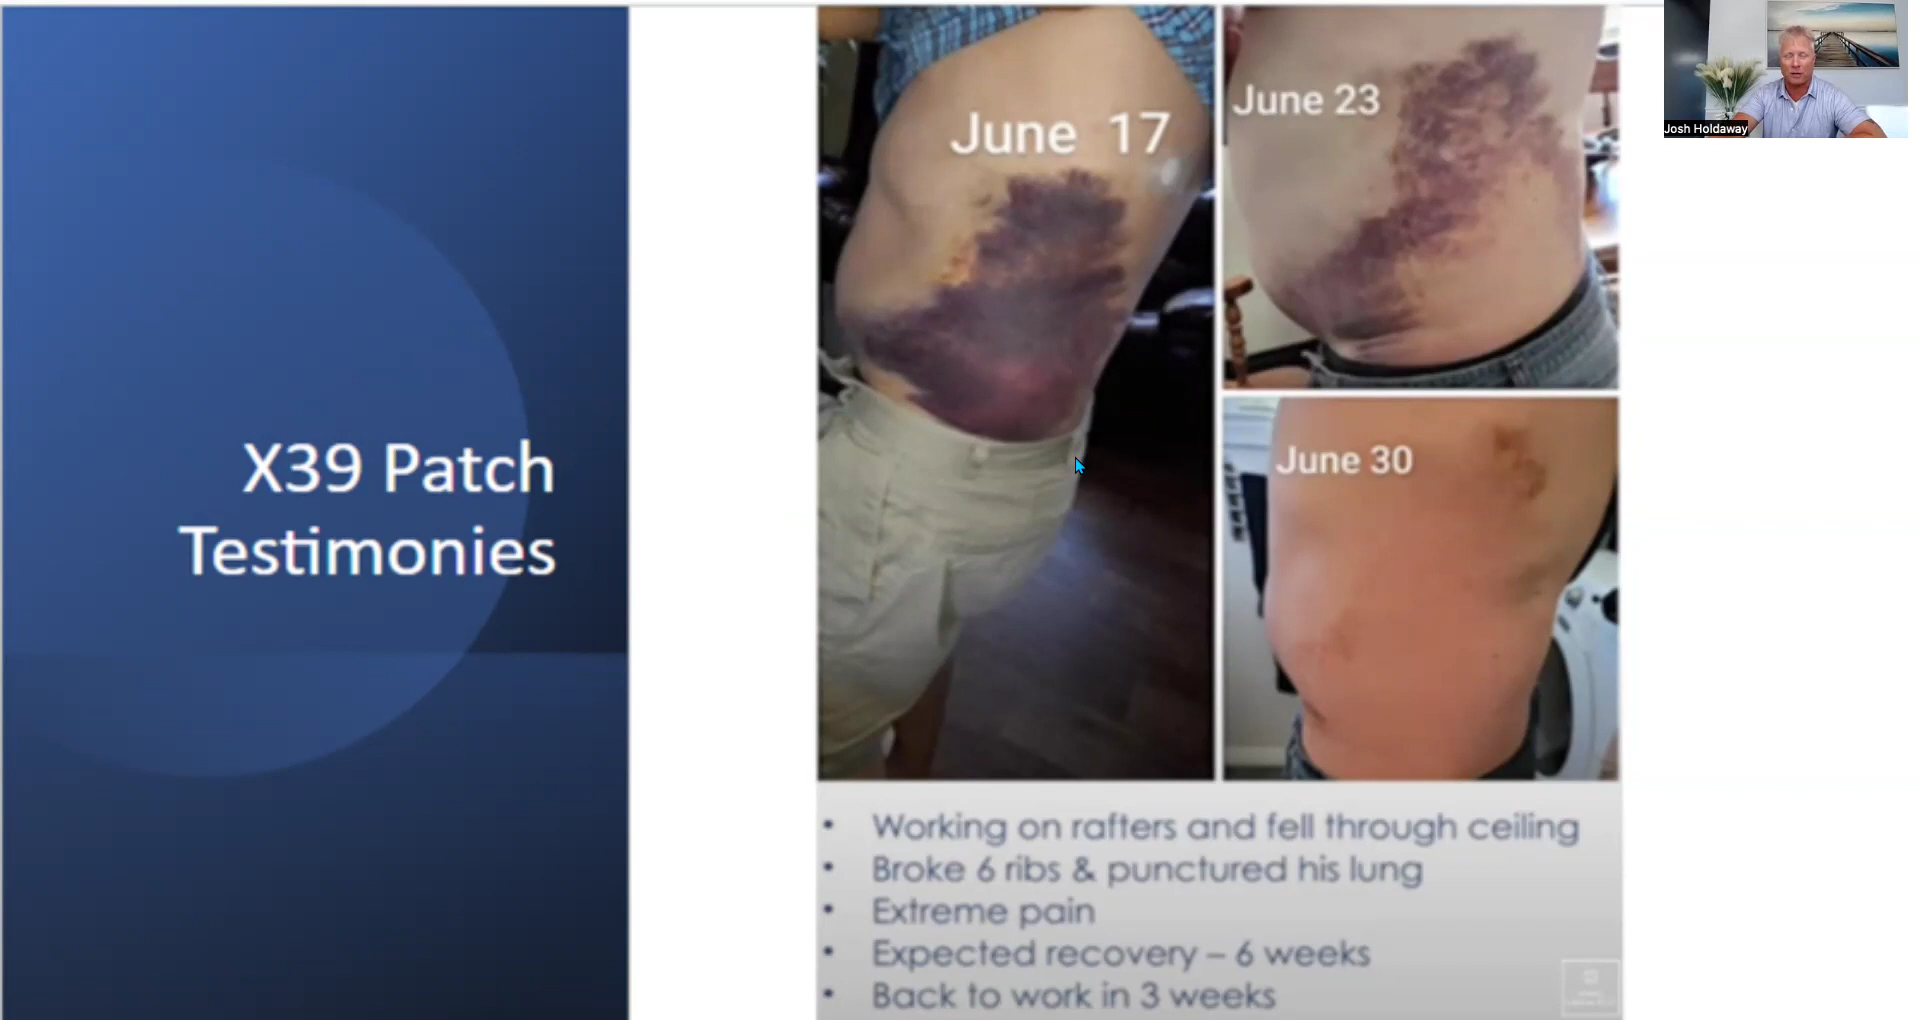 X39 Patch
Testimonies
June 17
June 23
June 30
Josh Holdaway
• Working on rafters and fell through ceiling
• Broke 6 ribs & punctured his lung
• Extreme pain
• Expected recovery – 6 weeks
• Back to work in 3 weeks